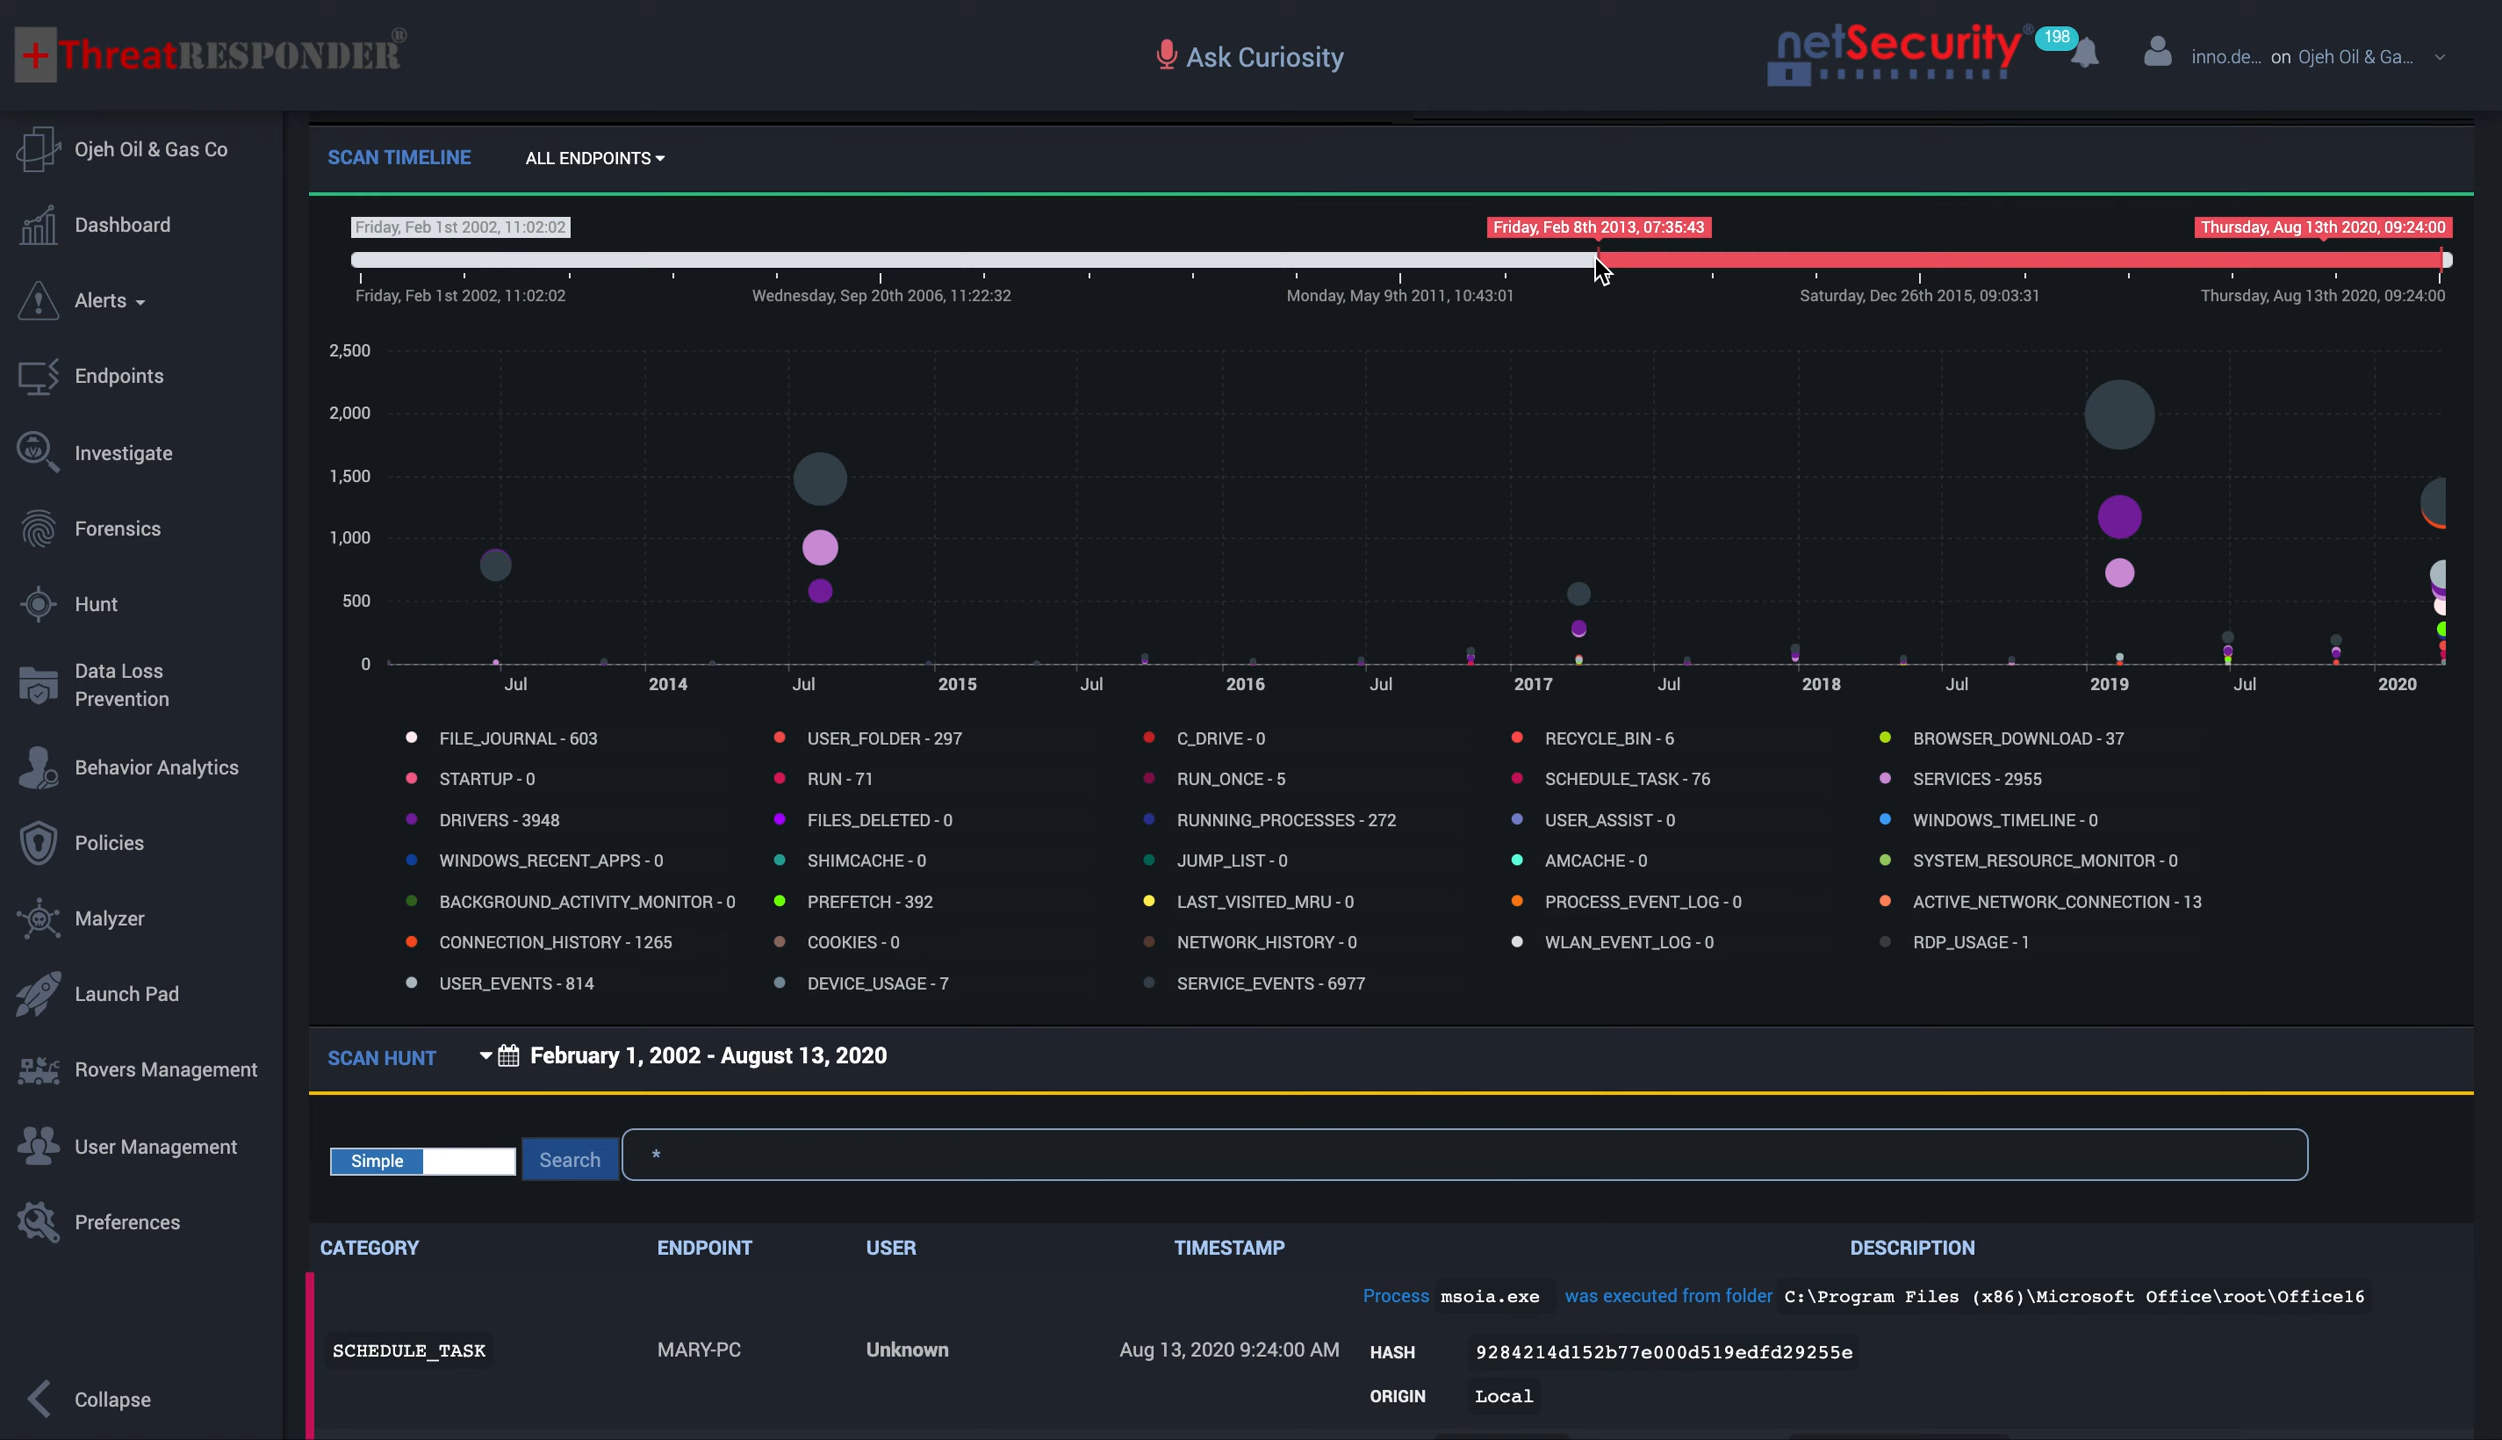 ThreatRESPONDER®
Ask Curiosity
netSecurity®
198
inno.de... on Ojeh Oil & Ga...
Ojeh Oil & Gas Co
Dashboard
Alerts
Endpoints
Investigate
Forensics
Hunt
Data Loss
Prevention
Behavior Analytics
Policies
Malyzer
Launch Pad
Rovers Management
User Management
Preferences
Collapse
SCAN TIMELINE ALL ENDPOINTS
Friday, Feb 1st 2002, 11:02:02 Friday, Feb 8th 2013, 07:35:43 Thursday, Aug 13th 2020, 09:24:00
Friday, Feb 1st 2002, 11:02:02 Wednesday, Sep 20th 2006, 11:22:32 Monday, May 9th 2011, 10:43:01 Saturday, Dec 26th 2015, 09:03:31 Thursday, Aug 13th 2020, 09:24:00
2,500
2,000
1,500
1,000
500
0
Jul 2014 Jul 2015 Jul 2016 Jul 2017 Jul 2018 Jul 2019 Jul 2020
FILE_JOURNAL - 603 USER_FOLDER - 297 C_DRIVE - 0 RECYCLE_BIN - 6 BROWSER_DOWNLOAD - 37
STARTUP - 0 RUN - 71 RUN_ONCE - 5 SCHEDULE_TASK - 76 SERVICES - 2955
DRIVERS - 3948 FILES_DELETED - 0 RUNNING_PROCESSES - 272 USER_ASSIST - 0 WINDOWS_TIMELINE - 0
WINDOWS_RECENT_APPS - 0 SHIMCACHE - 0 JUMP_LIST - 0 AMCACHE - 0 SYSTEM_RESOURCE_MONITOR - 0
BACKGROUND_ACTIVITY_MONITOR - 0 PREFETCH - 392 LAST_VISITED_MRU - 0 PROCESS_EVENT_LOG - 0 ACTIVE_NETWORK_CONNECTION - 13
CONNECTION_HISTORY - 1265 COOKIES - 0 NETWORK_HISTORY - 0 WLAN_EVENT_LOG - 0 RDP_USAGE - 1
USER_EVENTS - 814 DEVICE_USAGE - 7 SERVICE_EVENTS - 6977
SCAN HUNT February 1, 2002 - August 13, 2020
Simple Search *
CATEGORY ENDPOINT USER TIMESTAMP DESCRIPTION
Process msoia.exe was executed from folder C:\Program Files (x86)\Microsoft Office\root\Office16
SCHEDULE_TASK MARY-PC Unknown Aug 13, 2020 9:24:00 AM HASH 9284214d152b77e000d519edfd29255e
ORIGIN Local